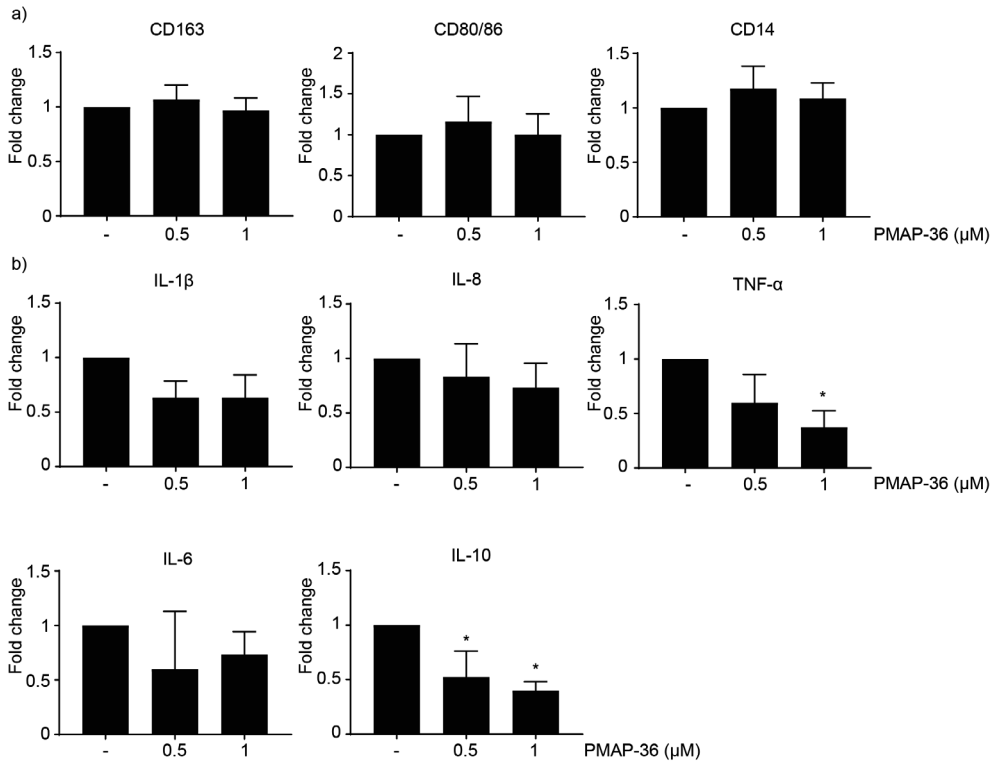 a)
CD163 CD80/86 CD14
Fold change
1.5
1
0.5
0
- 0.5 1
Fold change
2
1.5
1
0.5
0
- 0.5 1
Fold change
1.5
1
0.5
0
- 0.5 1 PMAP-36 (μM)
b)
IL-1β IL-8 TNF-α
Fold change
1.5
1
0.5
0
- 0.5 1
Fold change
1.5
1
0.5
0
- 0.5 1
Fold change
1.5
1
0.5
0
*
- 0.5 1 PMAP-36 (μM)
IL-6 IL-10
Fold change
1.5
1
0.5
0
- 0.5 1
Fold change
1.5
1
0.5
0
* *
- 0.5 1 PMAP-36 (μM)